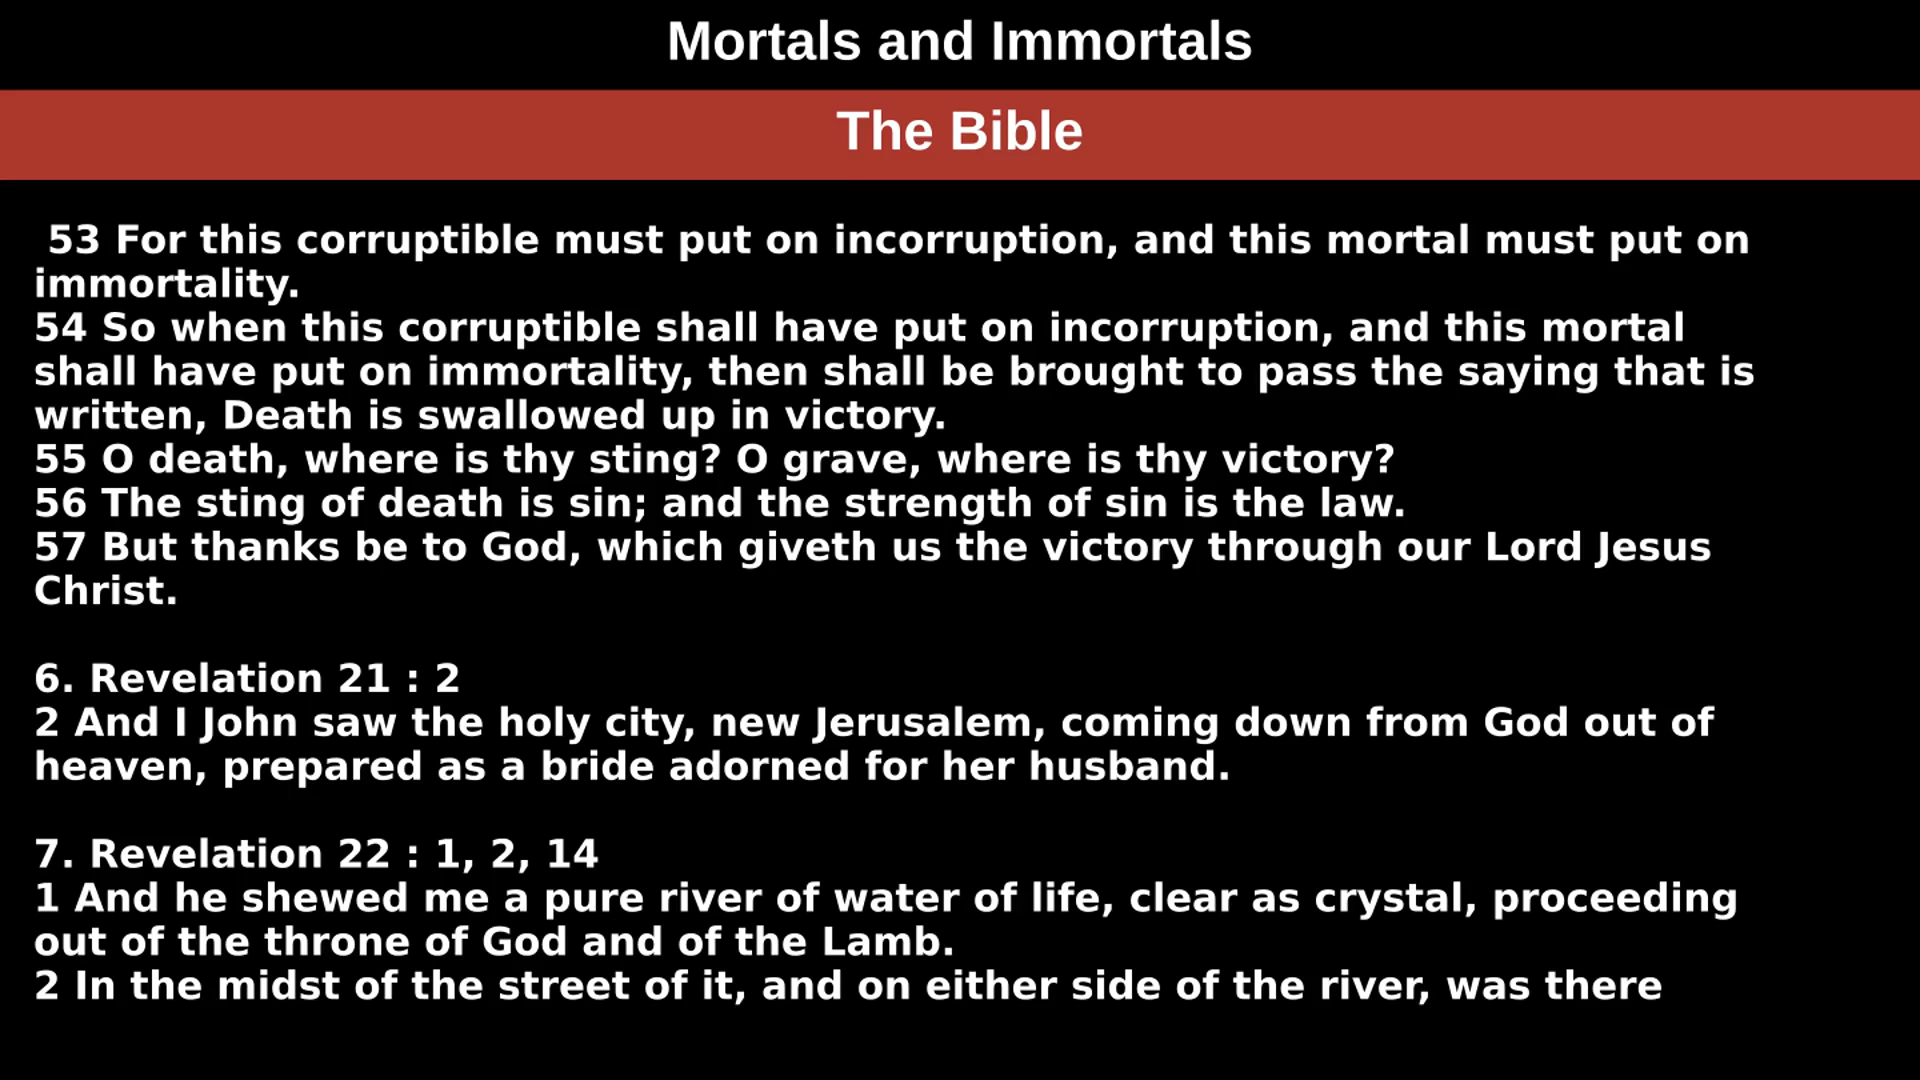 Mortals and Immortals
The Bible
53 For this corruptible must put on incorruption, and this mortal must put on
immortality.
54 So when this corruptible shall have put on incorruption, and this mortal
shall have put on immortality, then shall be brought to pass the saying that is
written, Death is swallowed up in victory.
55 O death, where is thy sting? O grave, where is thy victory?
56 The sting of death is sin; and the strength of sin is the law.
57 But thanks be to God, which giveth us the victory through our Lord Jesus
Christ.
6. Revelation 21 : 2
2 And I John saw the holy city, new Jerusalem, coming down from God out of
heaven, prepared as a bride adorned for her husband.
7. Revelation 22 : 1, 2, 14
1 And he shewed me a pure river of water of life, clear as crystal, proceeding
out of the throne of God and of the Lamb.
2 In the midst of the street of it, and on either side of the river, was there